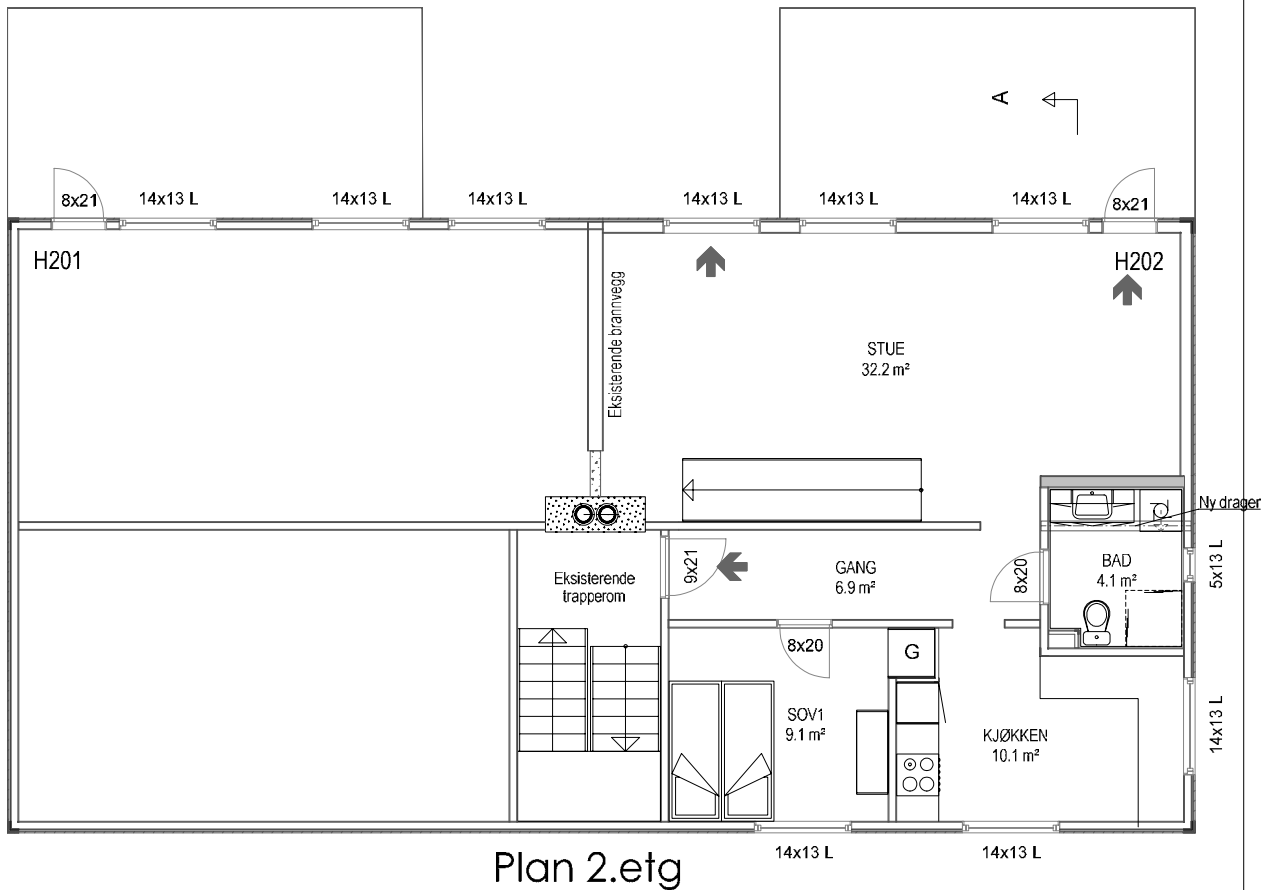 A
8x21
14x13 L
14x13 L
14x13 L
14x13 L
14x13 L
14x13 L
8x21
H201
H202
Eksisterende brannvegg
STUE
32.2 m²
Ny drager
Eksisterende
trapperom
9x21
GANG
6.9 m²
8x20
BAD
4.1 m²
5x13 L
8x20
G
SOV1
9.1 m²
KJØKKEN
10.1 m²
14x13 L
14x13 L
14x13 L
Plan 2.etg